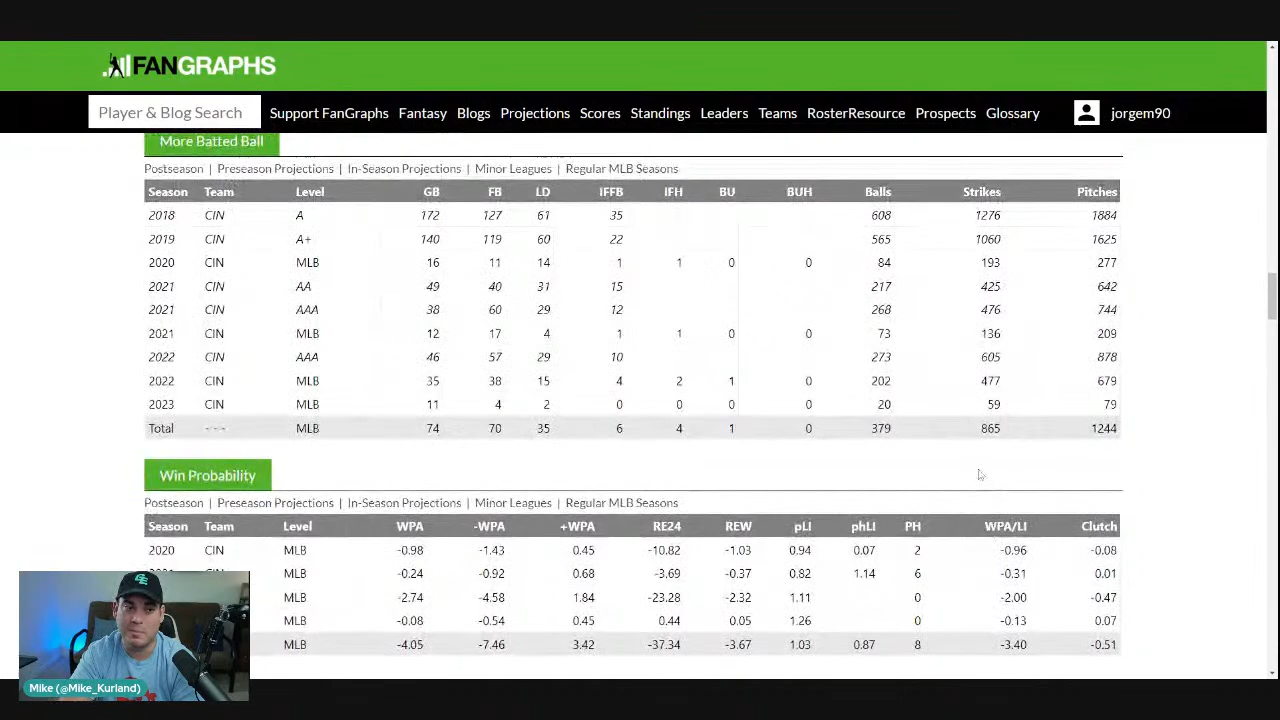 FANGRAPHS
Player & Blog Search Support FanGraphs Fantasy Blogs Projections Scores Standings Leaders Teams RosterResource Prospects Glossary jorgem90
More Batted Ball
Postseason | Preseason Projections | In-Season Projections | Minor Leagues | Regular MLB Seasons
Season Team Level GB FB LD IFFB IFH BU BUH Balls Strikes Pitches
2018 CIN A 172 127 61 35 608 1276 1884
2019 CIN A+ 140 119 60 22 565 1060 1625
2020 CIN MLB 16 11 14 1 1 0 0 84 193 277
2021 CIN AA 49 40 31 15 217 425 642
2021 CIN AAA 38 60 29 12 268 476 744
2021 CIN MLB 12 17 4 1 1 0 0 73 136 209
2022 CIN AAA 46 57 29 10 273 605 878
2022 CIN MLB 35 38 15 4 2 1 0 202 477 679
2023 CIN MLB 11 4 2 0 0 0 0 20 59 79
Total - - - MLB 74 70 35 6 4 1 0 379 865 1244
Win Probability
Postseason | Preseason Projections | In-Season Projections | Minor Leagues | Regular MLB Seasons
Season Team Level WPA -WPA +WPA RE24 REW pLI phLI PH WPA/LI Clutch
2020 CIN MLB -0.98 -1.43 0.45 -10.82 -1.03 0.94 0.07 2 -0.96 -0.08
MLB -0.24 -0.92 0.68 -3.69 -0.37 0.82 1.14 6 -0.31 0.01
MLB -2.74 -4.58 1.84 -23.28 -2.32 1.11 0 -2.00 -0.47
MLB -0.08 -0.54 0.45 0.44 0.05 1.26 0 -0.13 0.07
MLB -4.05 -7.46 3.42 -37.34 -3.67 1.03 0.87 8 -3.40 -0.51
Mike (@Mike_Kurland)